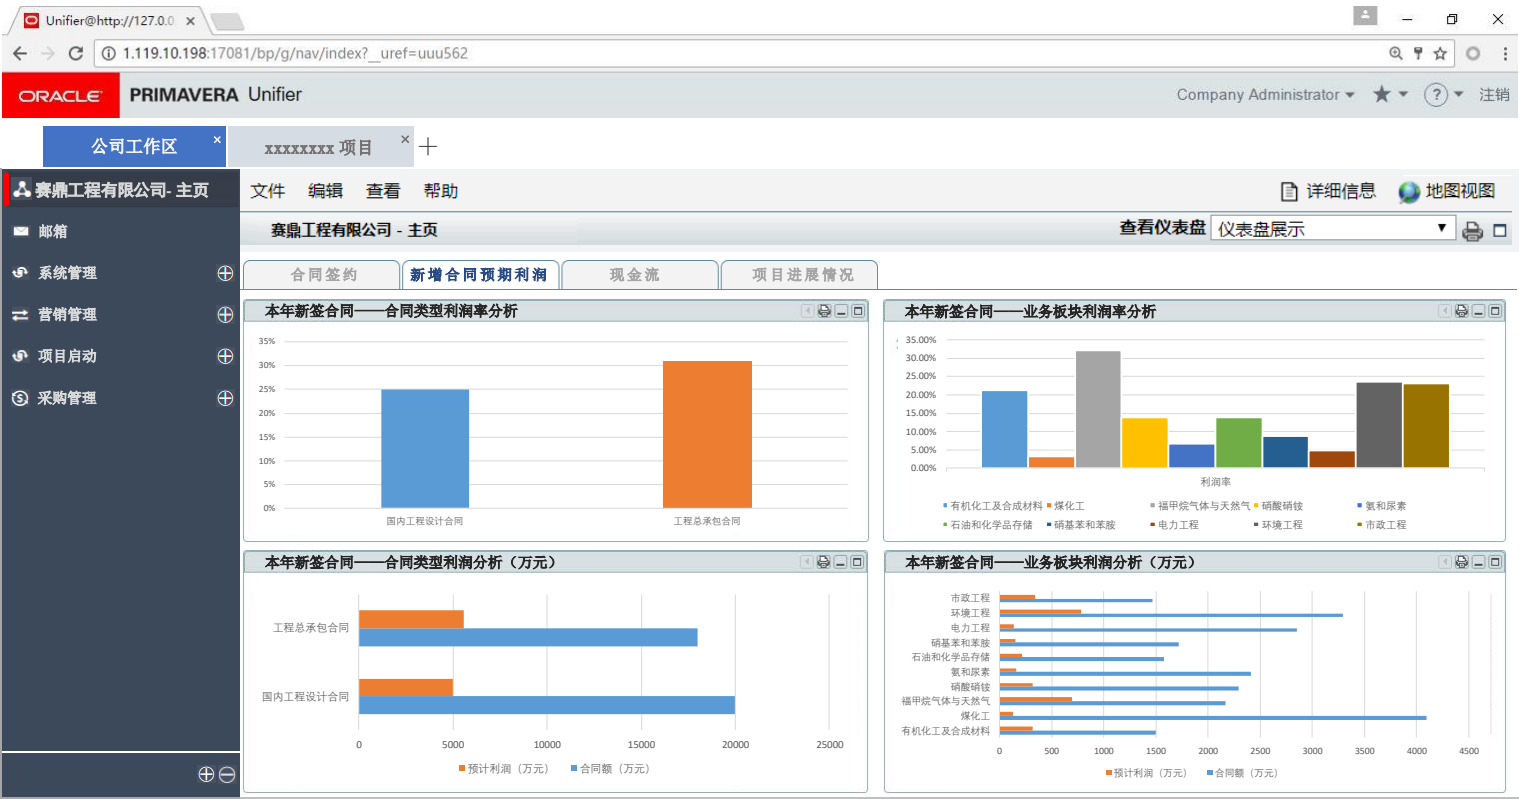 Unifier@http://127.0.0
1.119.10.198:17081/bp/g/nav/index?__uref=uuu562
ORACLE PRIMAVERA Unifier
Company Administrator ? 注销
公司工作区
xxxxxxxx 项目
赛鼎工程有限公司- 主页
邮箱
系统管理
营销管理
项目启动
采购管理
文件 编辑 查看 帮助
详细信息 地图视图
赛鼎工程有限公司 - 主页
查看仪表盘 仪表盘展示
合同签约 新增合同预期利润 现金流 项目进展情况
本年新签合同——合同类型利润率分析
35%
30%
25%
20%
15%
10%
5%
0%
国内工程设计合同 工程总承包合同
本年新签合同——业务板块利润率分析
35.00%
30.00%
25.00%
20.00%
15.00%
10.00%
5.00%
0.00%
利润率
有机化工及合成材料 煤化工 福甲烷气体与天然气 硝酸硝铵 氨和尿素
石油和化学品存储 硝基苯和苯胺 电力工程 环境工程 市政工程
本年新签合同——合同类型利润分析（万元）
工程总承包合同
国内工程设计合同
0 5000 10000 15000 20000 25000
预计利润（万元） 合同额（万元）
本年新签合同——业务板块利润分析（万元）
市政工程
环境工程
电力工程
硝基苯和苯胺
石油和化学品存储
氨和尿素
硝酸硝铵
福甲烷气体与天然气
煤化工
有机化工及合成材料
0 500 1000 1500 2000 2500 3000 3500 4000 4500
预计利润（万元） 合同额（万元）